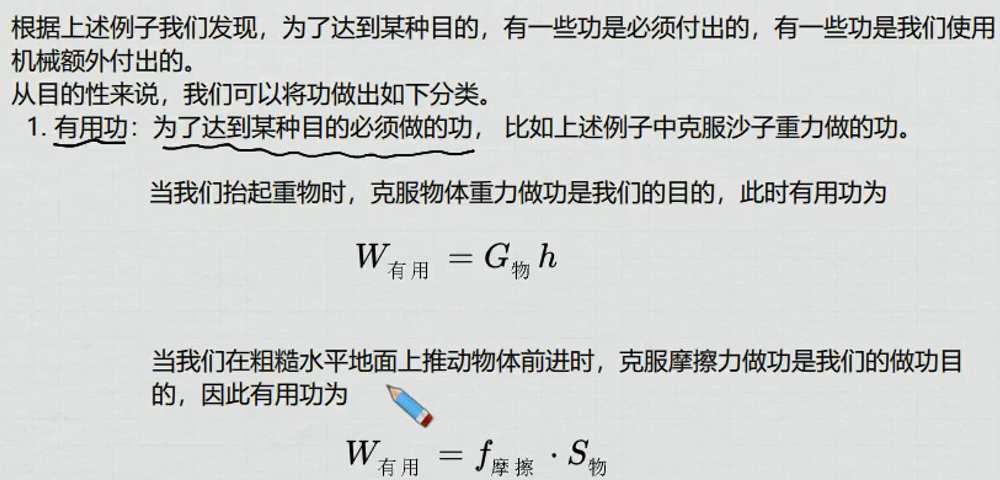 根据上述例子我们发现，为了达到某种目的，有一些功是必须付出的，有一些功是我们使用
机械额外付出的。
从目的性来说，我们可以将功做出如下分类。
1. 有用功：为了达到某种目的必须做的功， 比如上述例子中克服沙子重力做的功。
当我们抬起重物时，克服物体重力做功是我们的目的，此时有用功为
W有用 = G物 h
当我们在粗糙水平地面上推动物体前进时，克服摩擦力做功是我们的做功目
的，因此有用功为
W有用 = f摩擦 · S物